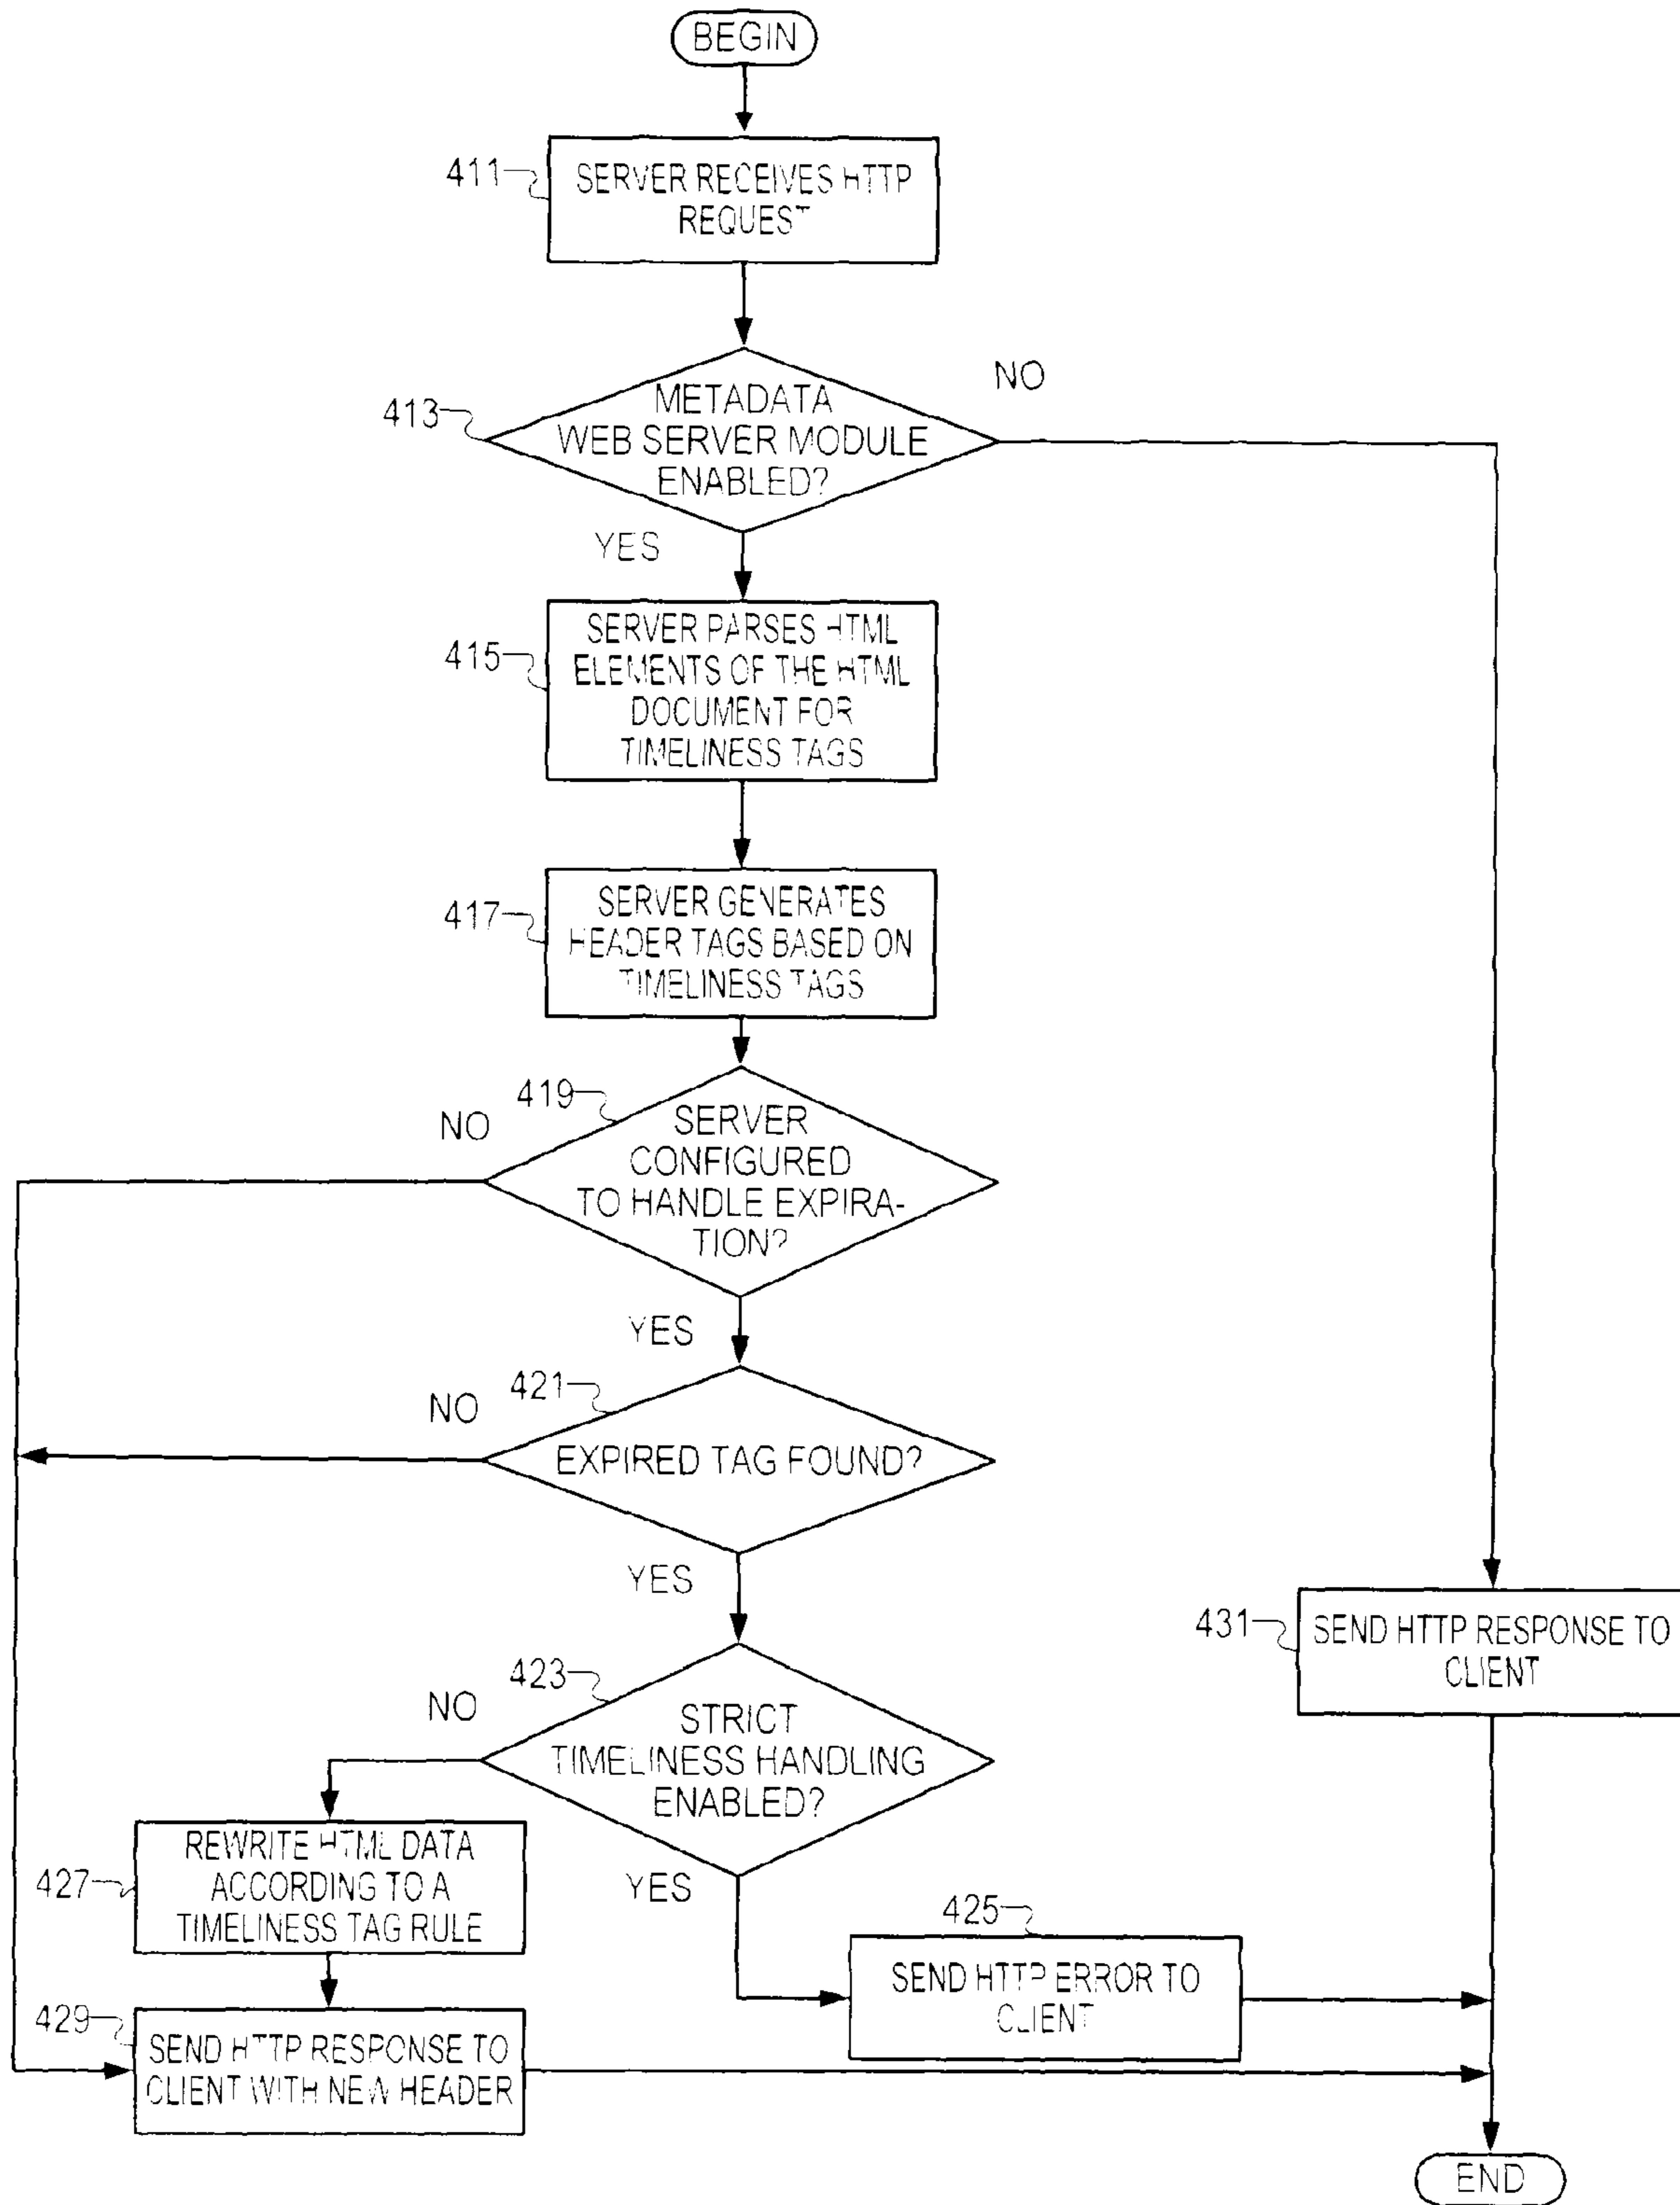 BEGIN
411
SERVER RECEIVES HTTP
REQUEST
413
METADATA
WEB SERVER MODULE
ENABLED?
NO
YES
415
SERVER PARSES HTML
ELEMENTS OF THE HTML
DOCUMENT FOR
TIMELINESS TAGS
417
SERVER GENERATES
HEADER TAGS BASED ON
TIMELINESS TAGS
419
NO
SERVER
CONFIGURED
TO HANDLE EXPIRA-
TION?
YES
421
NO
EXPIRED TAG FOUND?
YES
423
NO
STRICT
TIMELINESS HANDLING
ENABLED?
YES
431
SEND HTTP RESPONSE TO
CLIENT
427
REWRITE HTML DATA
ACCORDING TO A
TIMELINESS TAG RULE
425
SEND HTTP ERROR TO
CLIENT
429
SEND HTTP RESPONSE TO
CLIENT WITH NEW HEADER
END